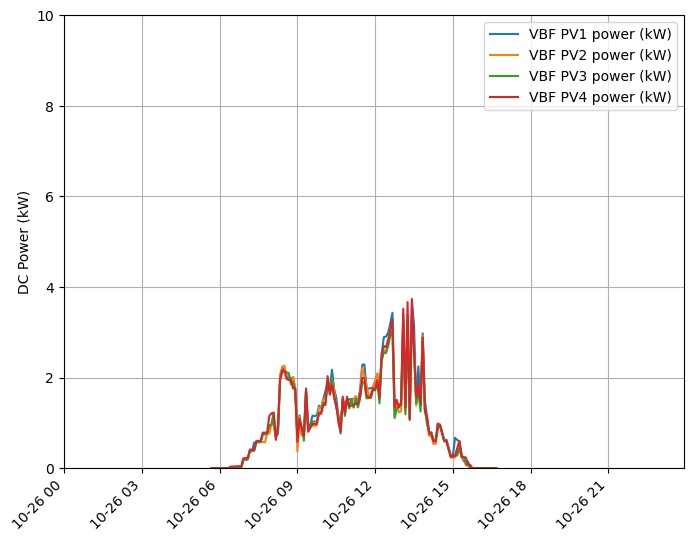 10
8
6
4
2
0
DC Power (kW)
VBF PV1 power (kW)
VBF PV2 power (kW)
VBF PV3 power (kW)
VBF PV4 power (kW)
10-26 00
10-26 03
10-26 06
10-26 09
10-26 12
10-26 15
10-26 18
10-26 21